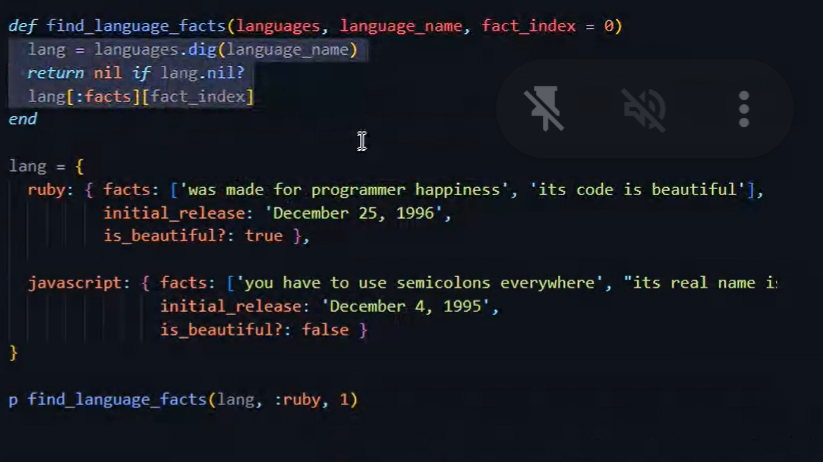 def find_language_facts(languages, language_name, fact_index = 0)
  lang = languages.dig(language_name)
  return nil if lang.nil?
  lang[:facts][fact_index]
end

lang = {
  ruby: { facts: ['was made for programmer happiness', 'its code is beautiful'],
          initial_release: 'December 25, 1996',
          is_beautiful?: true },

  javascript: { facts: ['you have to use semicolons everywhere', "its real name is
                initial_release: 'December 4, 1995',
                is_beautiful?: false }
}

p find_language_facts(lang, :ruby, 1)